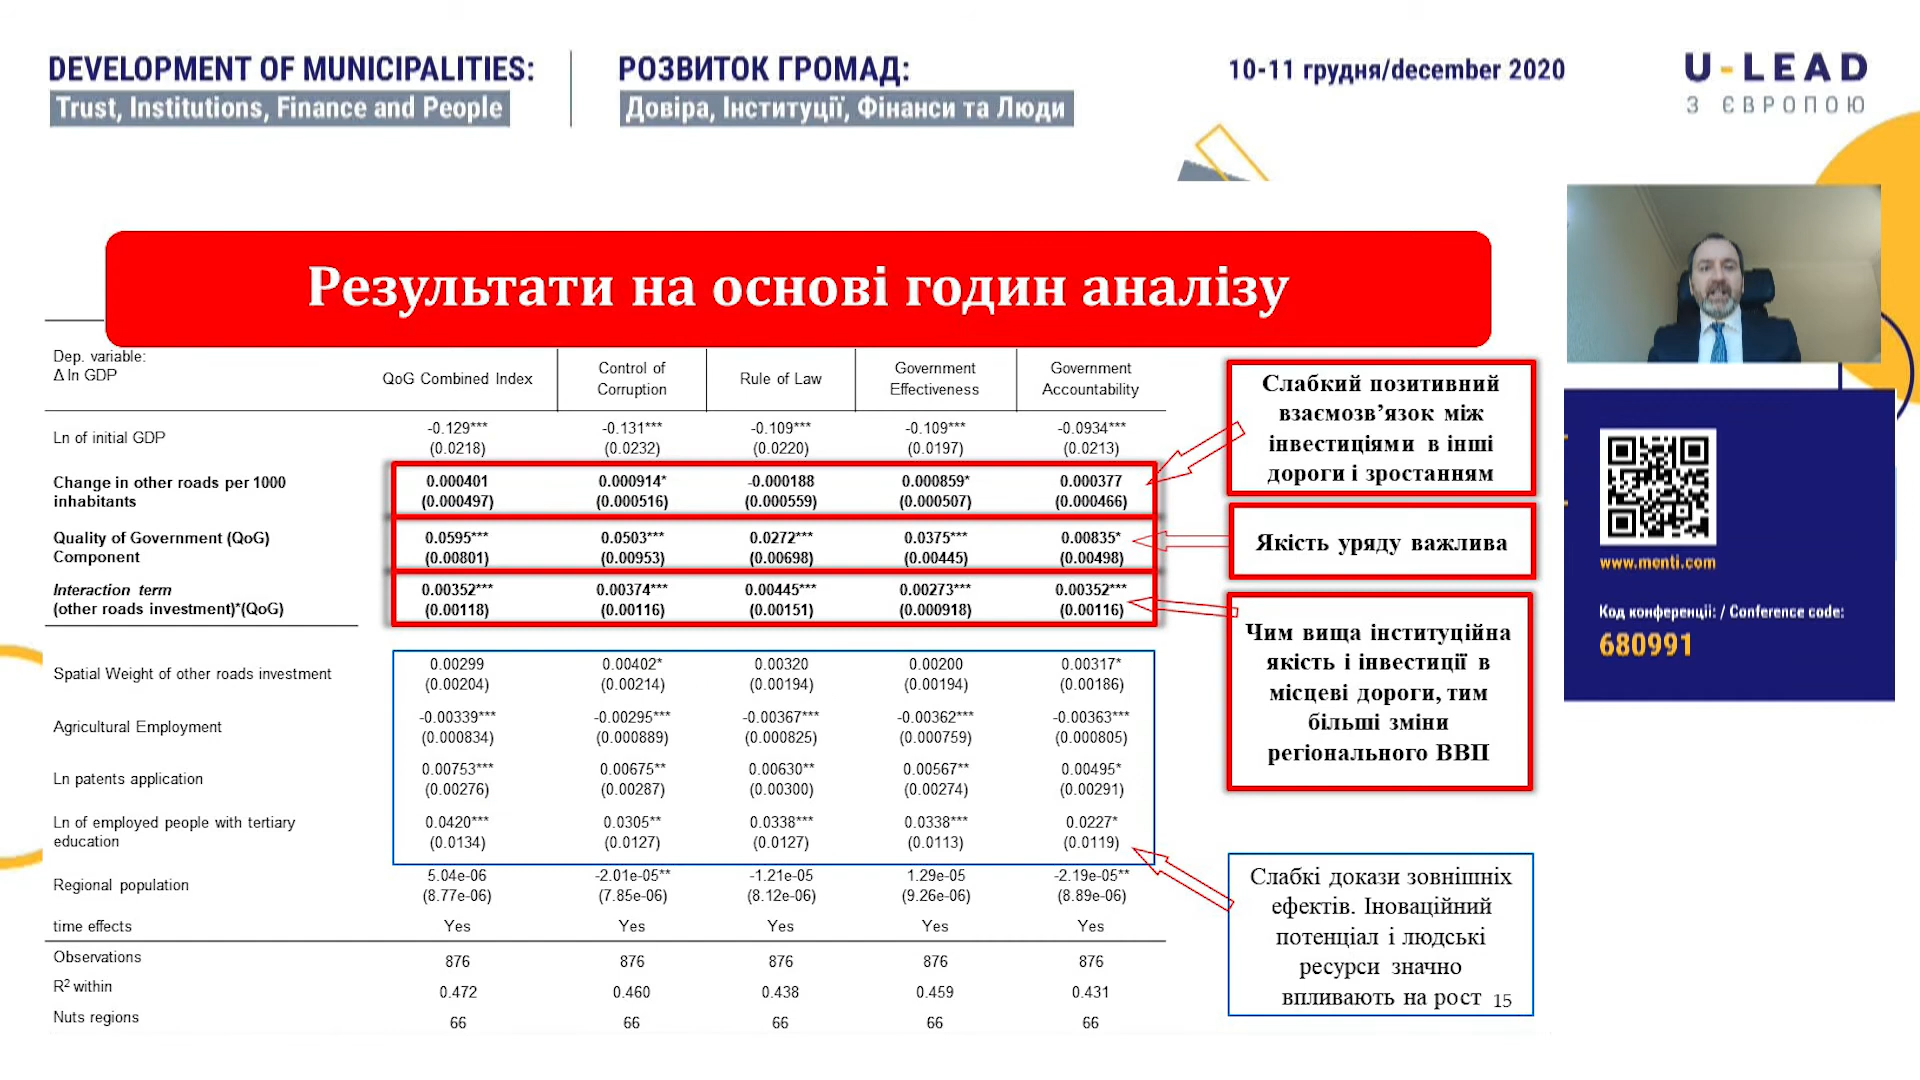 DEVELOPMENT OF MUNICIPALITIES:
Trust, Institutions, Finance and People
РОЗВИТОК ГРОМАД:
Довіра, Інституції, Фінанси та Люди
10-11 грудня/december 2020
U-LEAD
З ЄВРОПОЮ
Результати на основі годин аналізу
Dep. variable:
Δ ln GDP
QoG Combined Index
Control of
Corruption
Rule of Law
Government
Effectiveness
Government
Accountability
Ln of initial GDP
-0.129*** -0.131*** -0.109*** -0.109*** -0.0934***
(0.0218) (0.0232) (0.0220) (0.0197) (0.0213)
Change in other roads per 1000
inhabitants
0.000401 0.000914* -0.000188 0.000859* 0.000377
(0.000497) (0.000516) (0.000559) (0.000507) (0.000466)
Quality of Government (QoG)
Component
0.0595*** 0.0503*** 0.0272*** 0.0375*** 0.00835*
(0.00801) (0.00953) (0.00698) (0.00445) (0.00498)
Interaction term
(other roads investment)*(QoG)
0.00352*** 0.00374*** 0.00445*** 0.00273*** 0.00352***
(0.00118) (0.00116) (0.00151) (0.000918) (0.00116)
Spatial Weight of other roads investment
0.00299 0.00402* 0.00320 0.00200 0.00317*
(0.00204) (0.00214) (0.00194) (0.00194) (0.00186)
Agricultural Employment
-0.00339*** -0.00295*** -0.00367*** -0.00362*** -0.00363***
(0.000834) (0.000889) (0.000825) (0.000759) (0.000805)
Ln patents application
0.00753*** 0.00675** 0.00630** 0.00567** 0.00495*
(0.00276) (0.00287) (0.00300) (0.00274) (0.00291)
Ln of employed people with tertiary
education
0.0420*** 0.0305** 0.0338*** 0.0338*** 0.0227*
(0.0134) (0.0127) (0.0127) (0.0113) (0.0119)
Regional population
5.04e-06 -2.01e-05** -1.21e-05 1.29e-05 -2.19e-05**
(8.77e-06) (7.85e-06) (8.12e-06) (9.26e-06) (8.89e-06)
time effects Yes Yes Yes Yes Yes
Observations 876 876 876 876 876
R2 within 0.472 0.460 0.438 0.459 0.431
Nuts regions 66 66 66 66 66
Слабкий позитивний
взаємозв’язок між
інвестиціями в інші
дороги і зростанням
Якість уряду важлива
Чим вища інституційна
якість і інвестиції в
місцеві дороги, тим
більші зміни
регіонального ВВП
Слабкі докази зовнішніх
ефектів. Іноваційний
потенціал і людські
ресурси значно
впливають на рост 15
www.menti.com
Код конференції: / Conference code:
680991